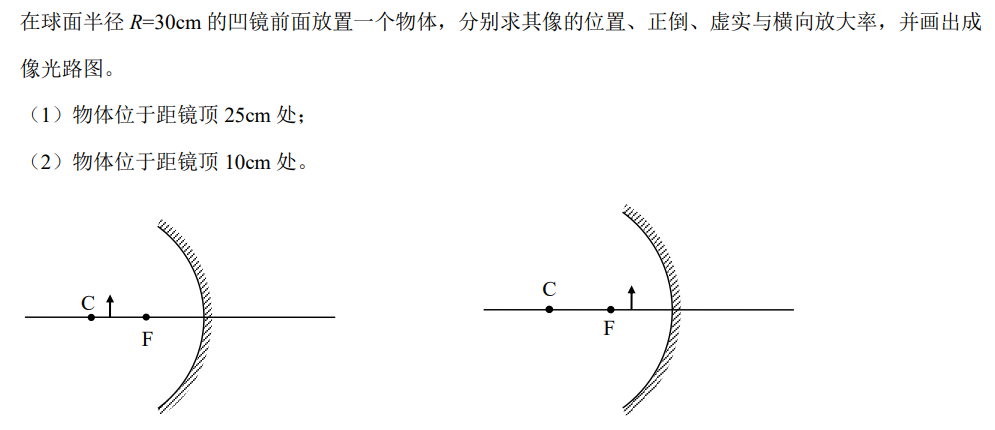 在球面半径 R=30cm 的凹镜前面放置一个物体，分别求其像的位置、正倒、虚实与横向放大率，并画出成
像光路图。
（1）物体位于距镜顶 25cm 处；
（2）物体位于距镜顶 10cm 处。
C
F
C
F